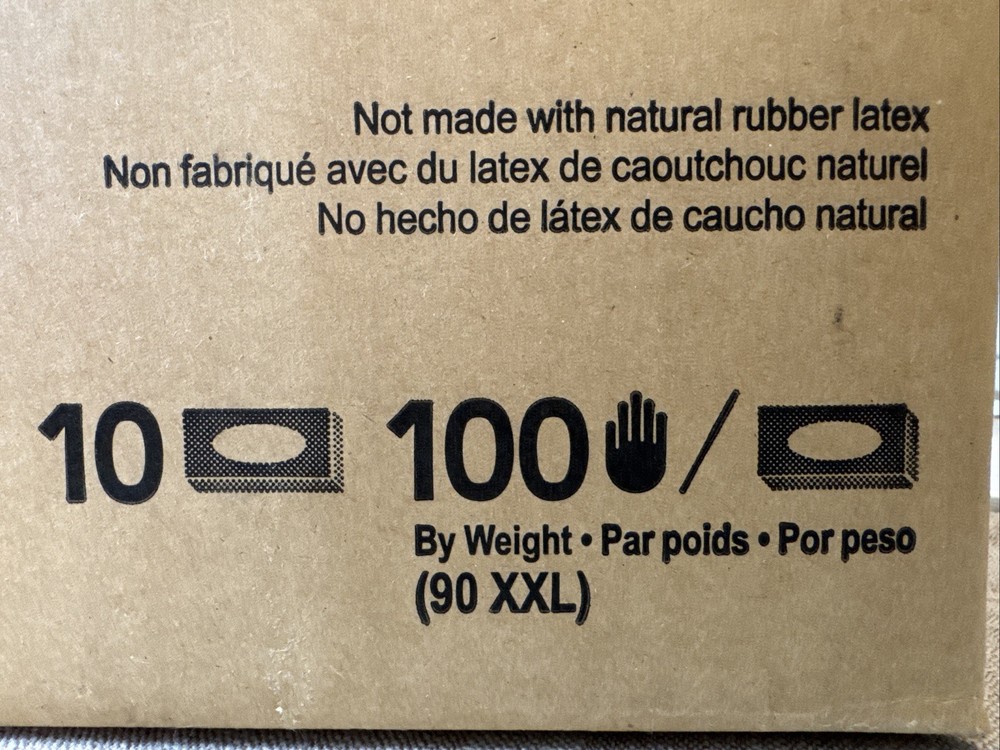 Not made with natural rubber latex
Non fabriqué avec du latex de caoutchouc naturel
No hecho de látex de caucho natural
10 100 /
By Weight • Par poids • Por peso
(90 XXL)